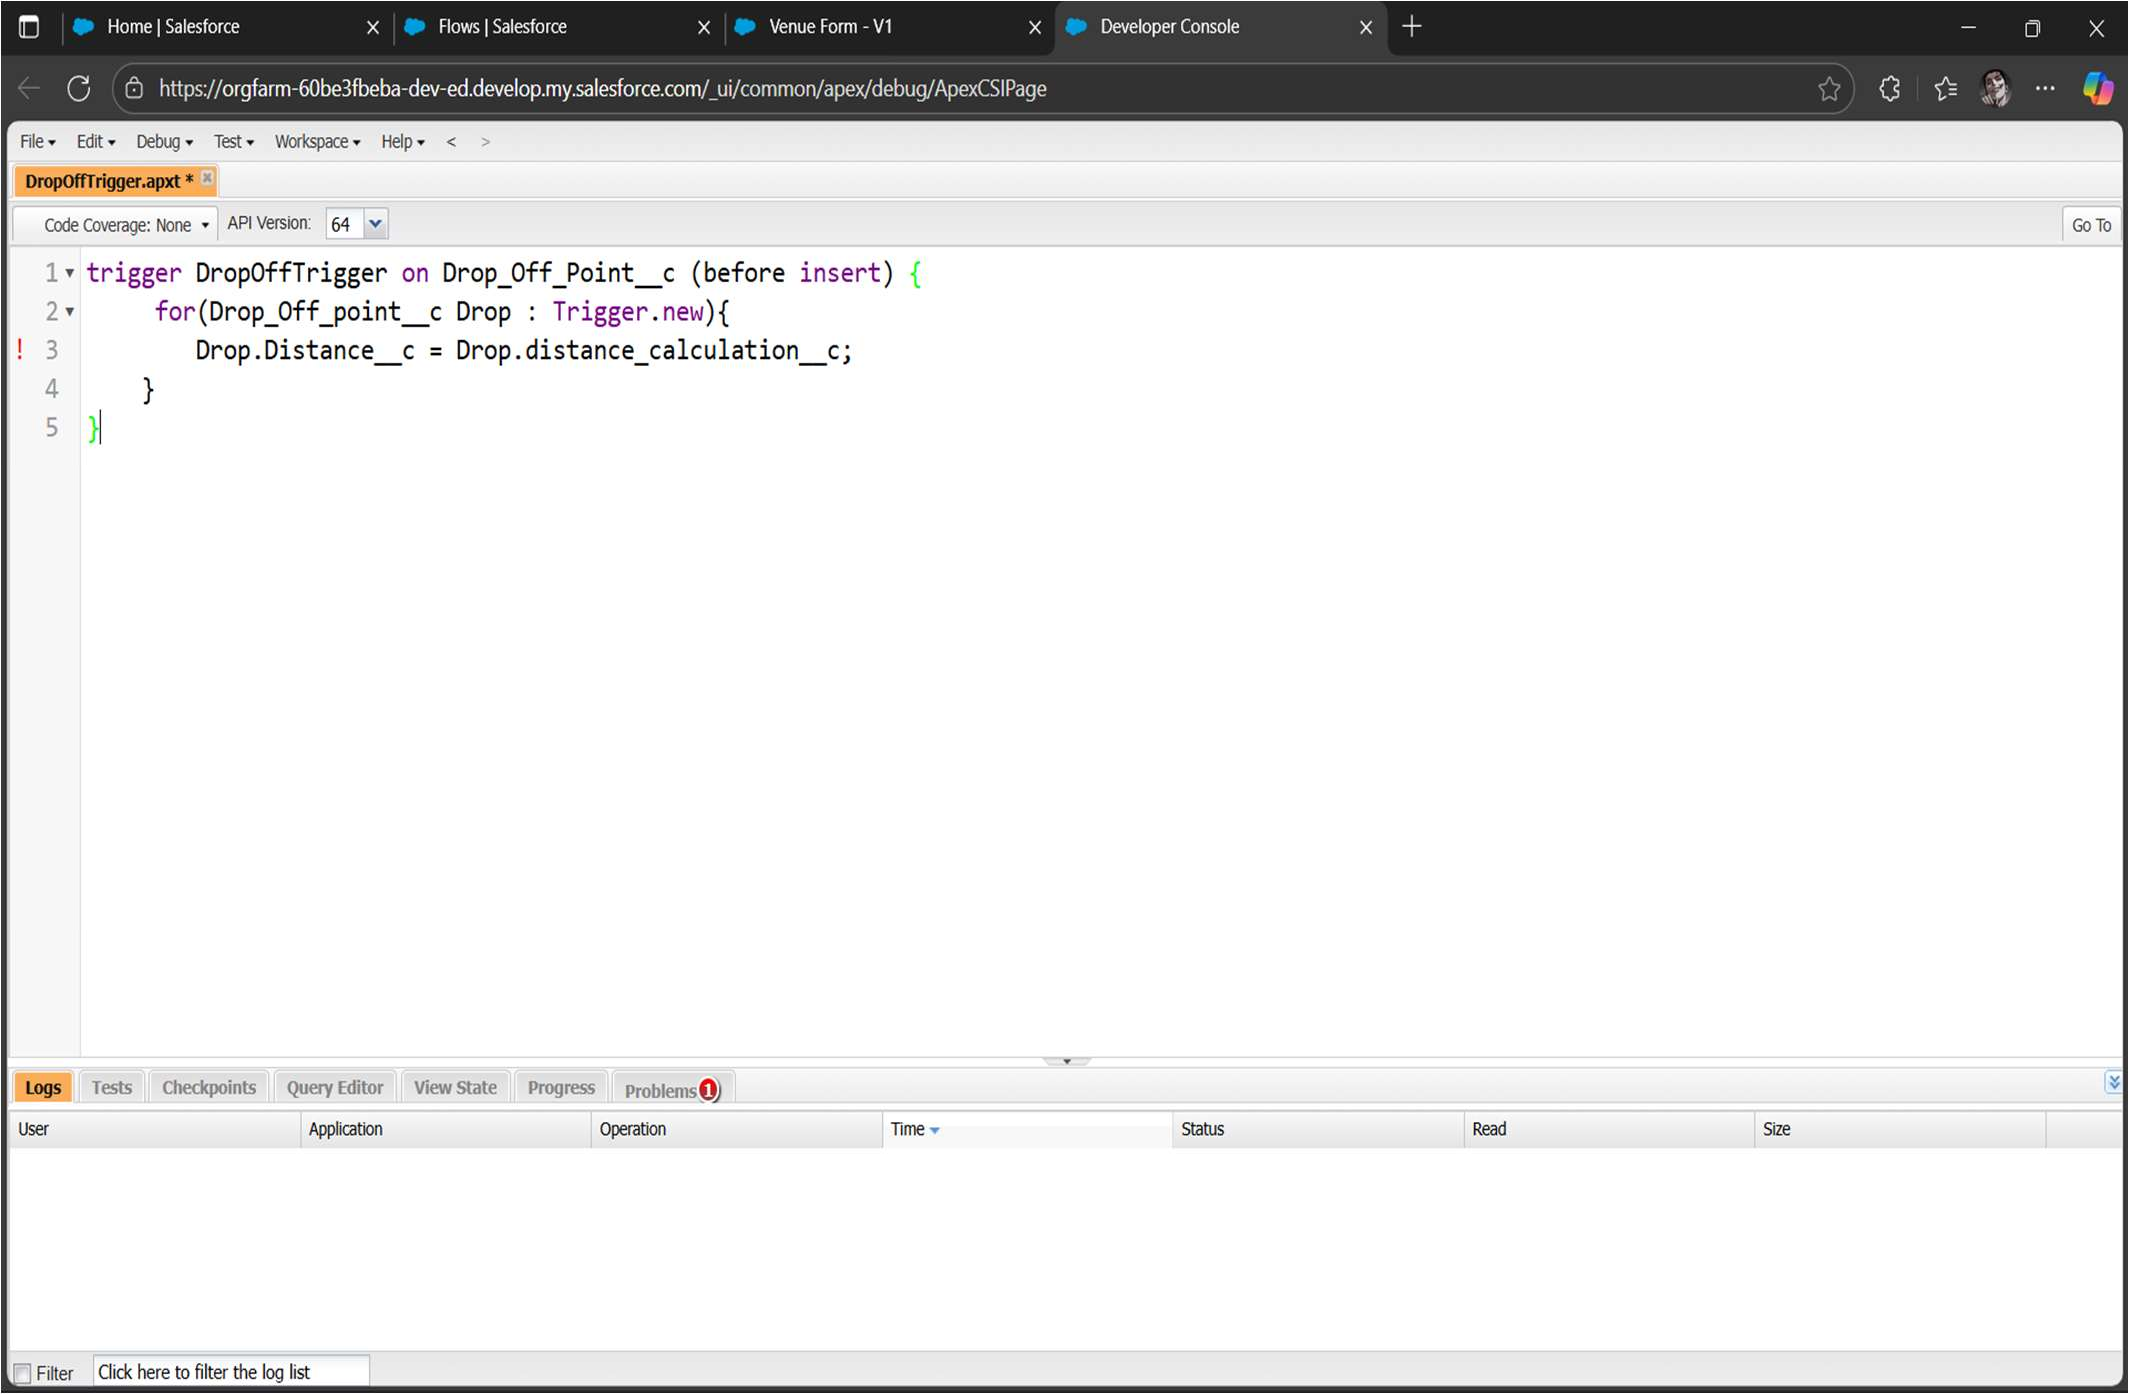 Home | Salesforce
Flows | Salesforce
Venue Form - V1
Developer Console
https://orgfarm-60be3fbeba-dev-ed.develop.my.salesforce.com/_ui/common/apex/debug/ApexCSIPage
File Edit Debug Test Workspace Help < >
DropOffTrigger.apxt *
Code Coverage: None API Version: 64 Go To
1 trigger DropOffTrigger on Drop_Off_Point__c (before insert) {
2 for(Drop_Off_point__c Drop : Trigger.new){
! 3 Drop.Distance__c = Drop.distance_calculation__c;
4 }
5 }
Logs Tests Checkpoints Query Editor View State Progress Problems 1
User Application Operation Time Status Read Size
Filter Click here to filter the log list